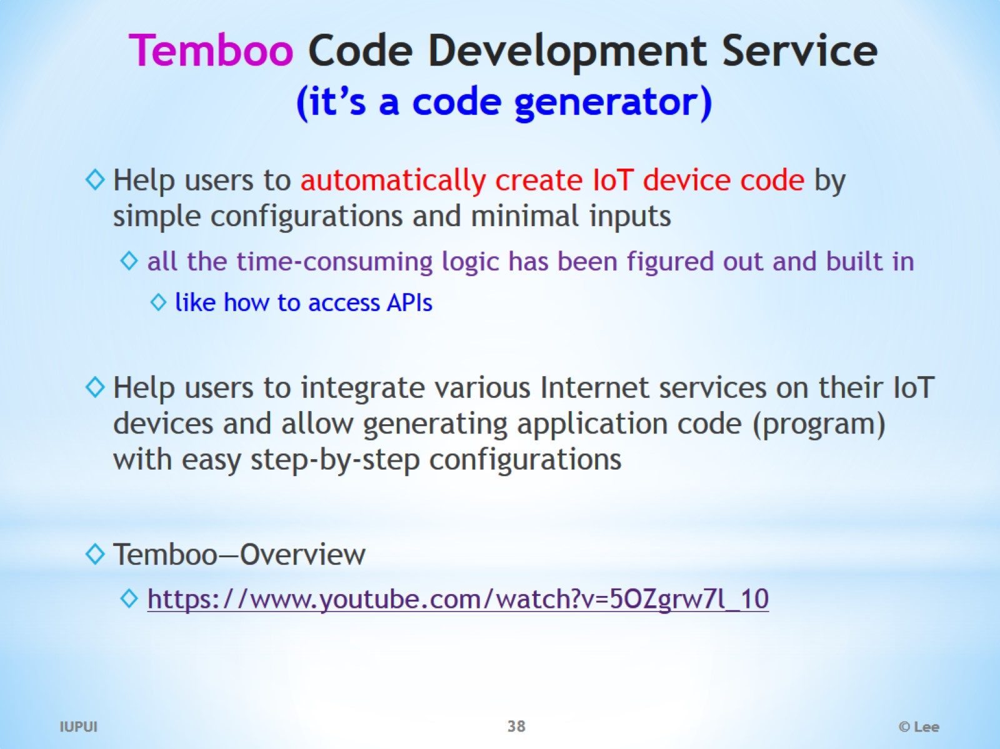 Temboo Code Development Service
(it’s a code generator)
Help users to automatically create IoT device code by
simple configurations and minimal inputs
all the time-consuming logic has been figured out and built in
like how to access APIs
Help users to integrate various Internet services on their IoT
devices and allow generating application code (program)
with easy step-by-step configurations
Temboo—Overview
https://www.youtube.com/watch?v=5OZgrw7l_10
IUPUI
38
© Lee